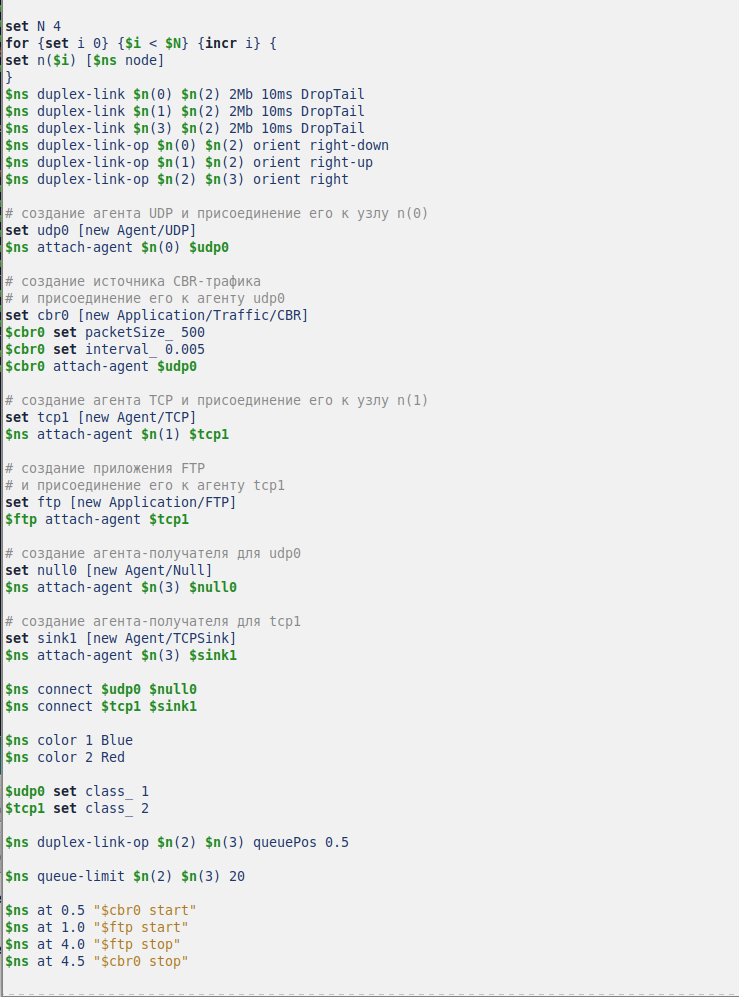 set N 4
for {set i 0} {$i < $N} {incr i} {
set n($i) [$ns node]
}
$ns duplex-link $n(0) $n(2) 2Mb 10ms DropTail
$ns duplex-link $n(1) $n(2) 2Mb 10ms DropTail
$ns duplex-link $n(3) $n(2) 2Mb 10ms DropTail
$ns duplex-link-op $n(0) $n(2) orient right-down
$ns duplex-link-op $n(1) $n(2) orient right-up
$ns duplex-link-op $n(2) $n(3) orient right
# создание агента UDP и присоединение его к узлу n(0)
set udp0 [new Agent/UDP]
$ns attach-agent $n(0) $udp0
# создание источника CBR-трафика
# и присоединение его к агенту udp0
set cbr0 [new Application/Traffic/CBR]
$cbr0 set packetSize_ 500
$cbr0 set interval_ 0.005
$cbr0 attach-agent $udp0
# создание агента TCP и присоединение его к узлу n(1)
set tcp1 [new Agent/TCP]
$ns attach-agent $n(1) $tcp1
# создание приложения FTP
# и присоединение его к агенту tcp1
set ftp [new Application/FTP]
$ftp attach-agent $tcp1
# создание агента-получателя для udp0
set null0 [new Agent/Null]
$ns attach-agent $n(3) $null0
# создание агента-получателя для tcp1
set sink1 [new Agent/TCPSink]
$ns attach-agent $n(3) $sink1
$ns connect $udp0 $null0
$ns connect $tcp1 $sink1
$ns color 1 Blue
$ns color 2 Red
$udp0 set class_ 1
$tcp1 set class_ 2
$ns duplex-link-op $n(2) $n(3) queuePos 0.5
$ns queue-limit $n(2) $n(3) 20
$ns at 0.5 "$cbr0 start"
$ns at 1.0 "$ftp start"
$ns at 4.0 "$ftp stop"
$ns at 4.5 "$cbr0 stop"